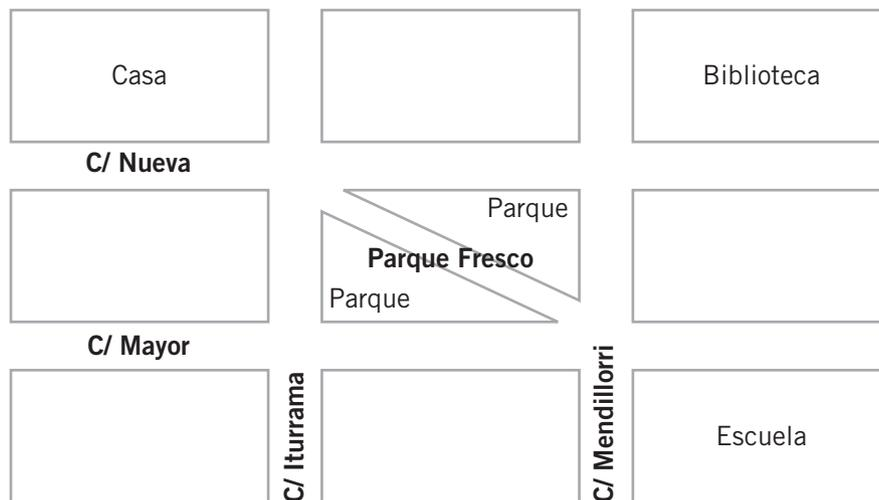 Casa
Biblioteca
C/ Nueva
Parque
Parque Fresco
Parque
C/ Mayor
C/ Iturrama
C/ Mendillorri
Escuela